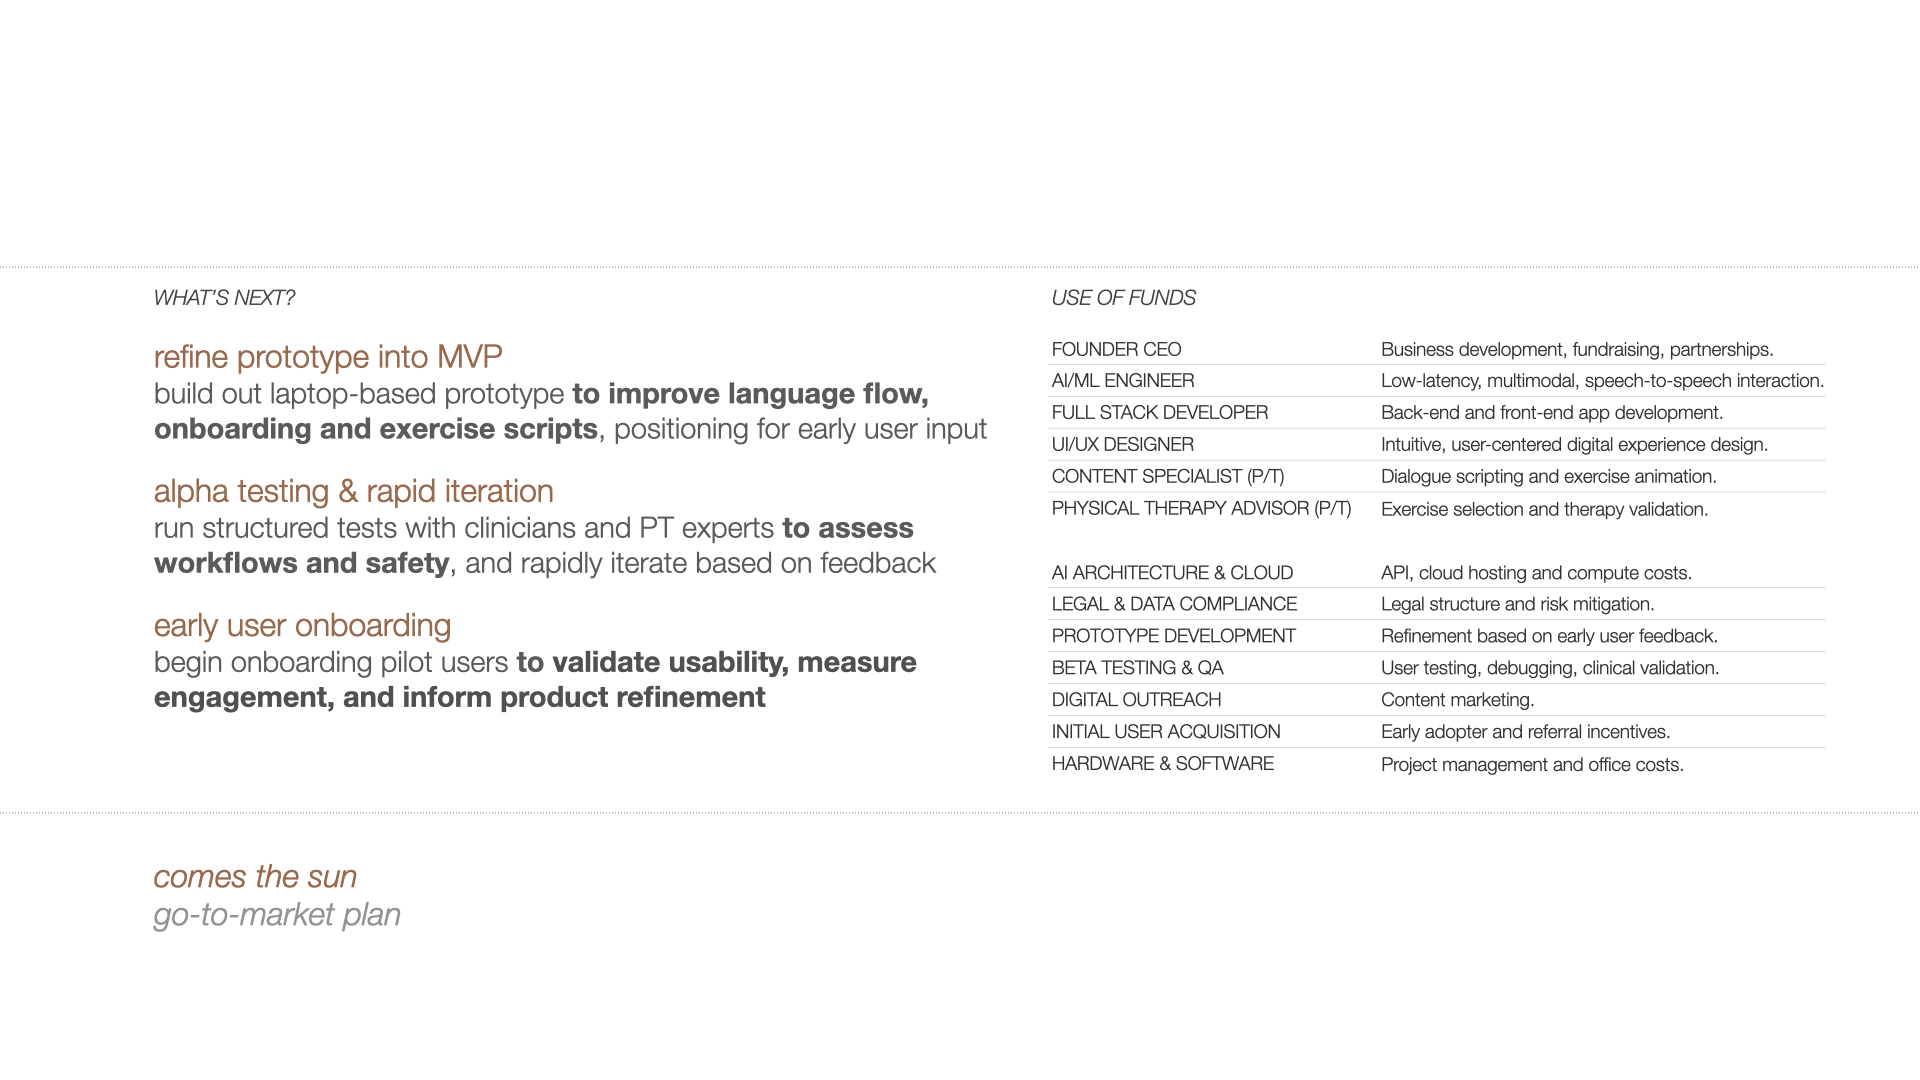 WHAT’S NEXT?
refine prototype into MVP
build out laptop-based prototype to improve language flow,
onboarding and exercise scripts, positioning for early user input
alpha testing & rapid iteration
run structured tests with clinicians and PT experts to assess
workflows and safety, and rapidly iterate based on feedback
early user onboarding
begin onboarding pilot users to validate usability, measure
engagement, and inform product refinement
USE OF FUNDS
FOUNDER CEO Business development, fundraising, partnerships.
AI/ML ENGINEER Low-latency, multimodal, speech-to-speech interaction.
FULL STACK DEVELOPER Back-end and front-end app development.
UI/UX DESIGNER Intuitive, user-centered digital experience design.
CONTENT SPECIALIST (P/T) Dialogue scripting and exercise animation.
PHYSICAL THERAPY ADVISOR (P/T) Exercise selection and therapy validation.
AI ARCHITECTURE & CLOUD API, cloud hosting and compute costs.
LEGAL & DATA COMPLIANCE Legal structure and risk mitigation.
PROTOTYPE DEVELOPMENT Refinement based on early user feedback.
BETA TESTING & QA User testing, debugging, clinical validation.
DIGITAL OUTREACH Content marketing.
INITIAL USER ACQUISITION Early adopter and referral incentives.
HARDWARE & SOFTWARE Project management and office costs.
comes the sun
go-to-market plan